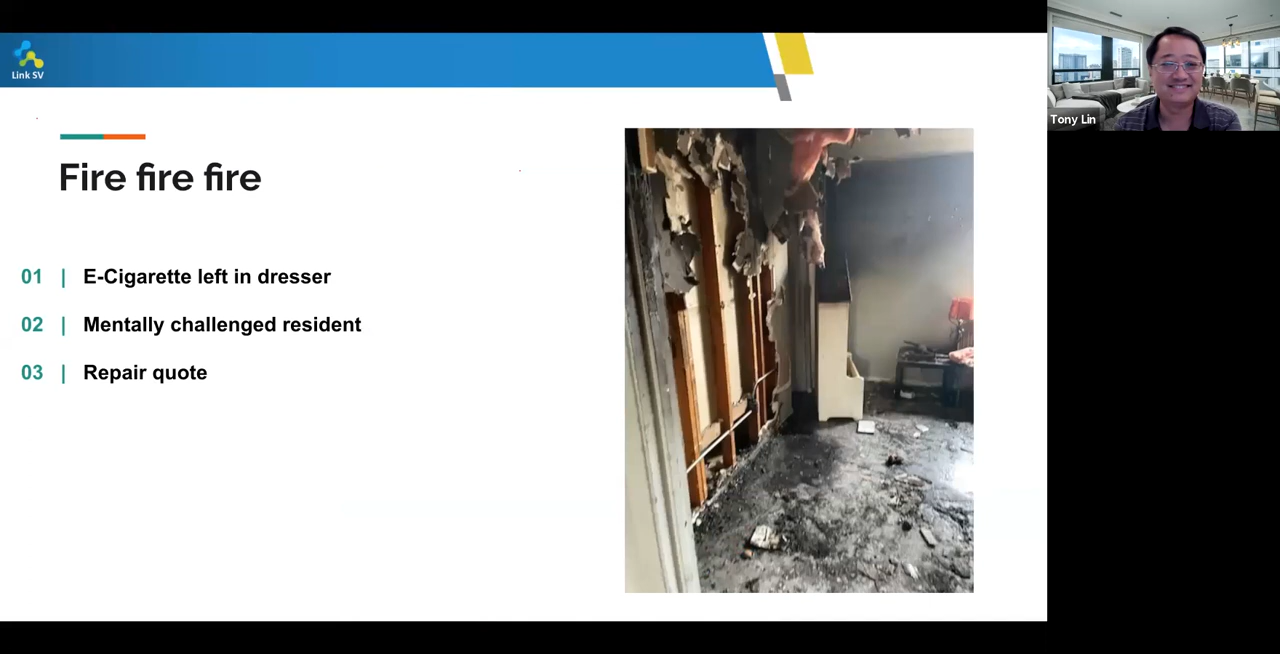 Link SV
Fire fire fire
01 | E-Cigarette left in dresser
02 | Mentally challenged resident
03 | Repair quote
Tony Lin